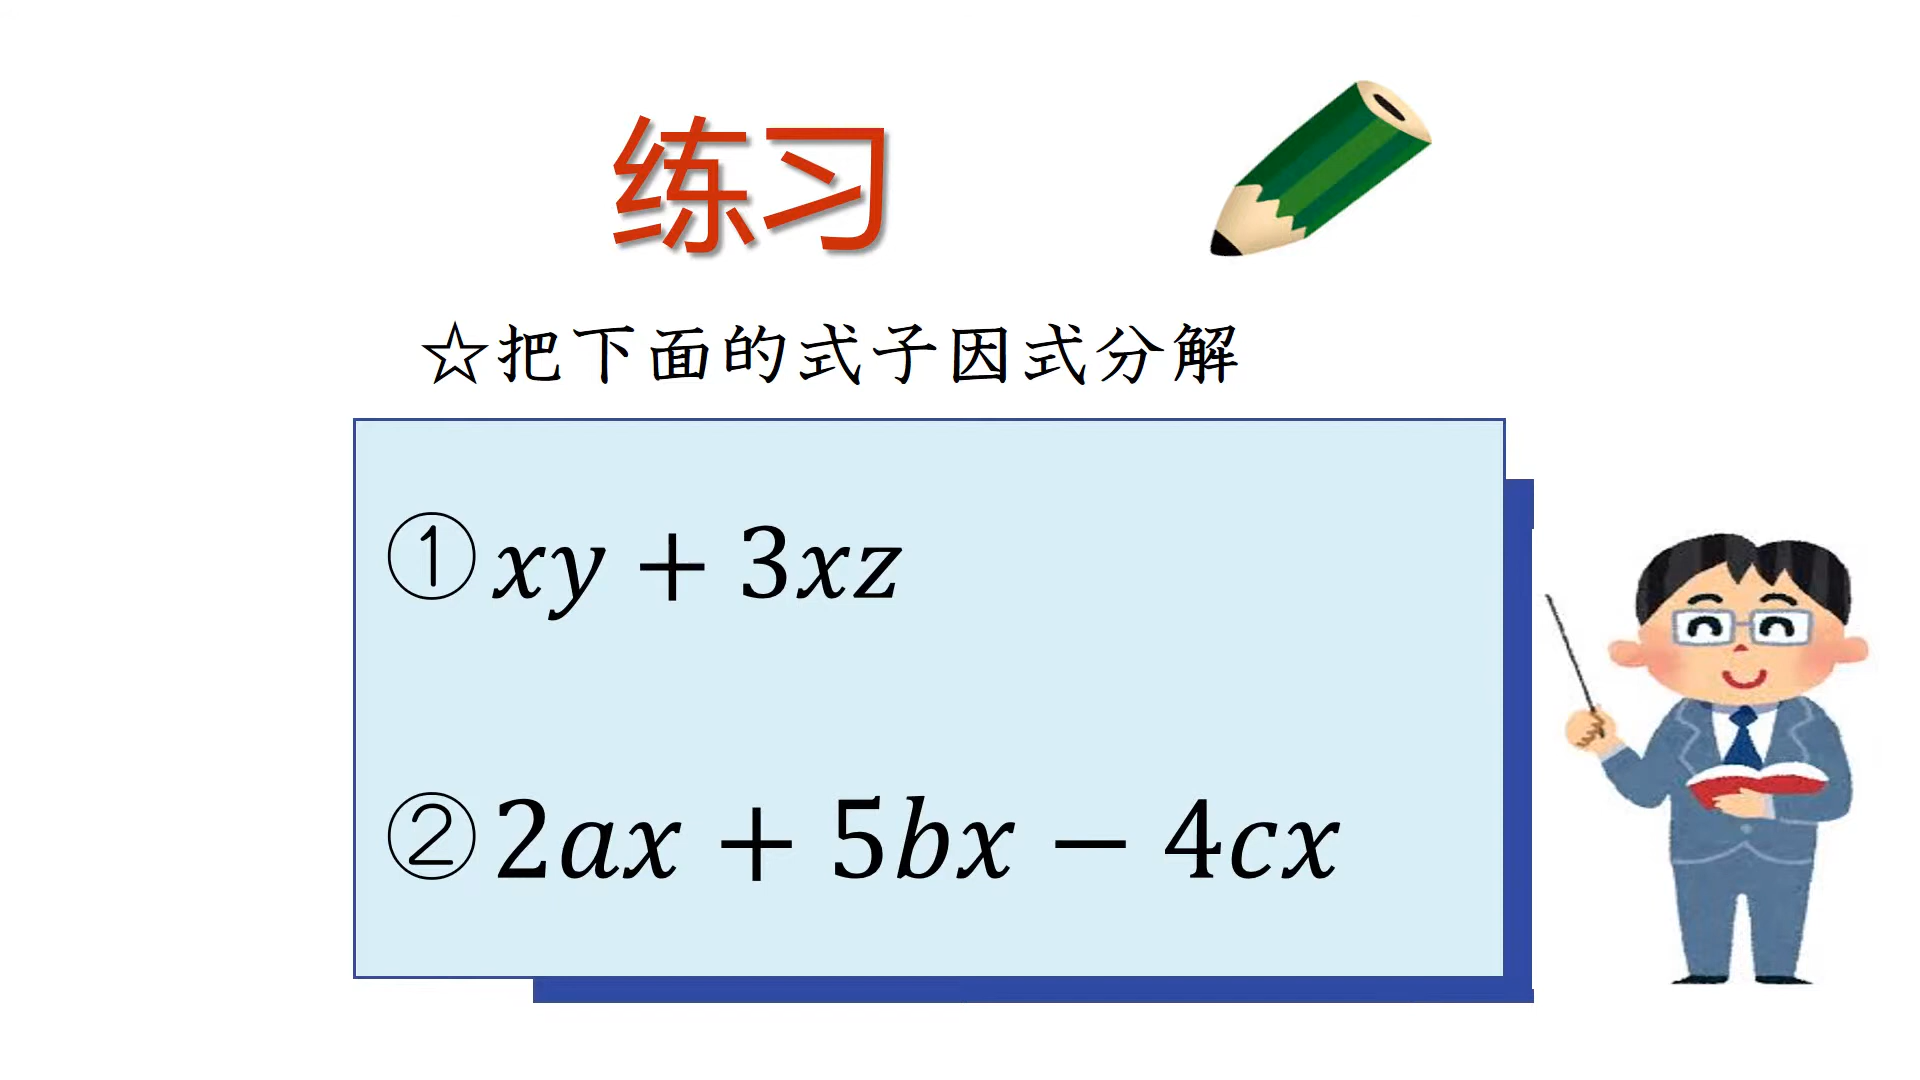 练习
☆把下面的式子因式分解
①xy + 3xz
②2ax + 5bx − 4cx